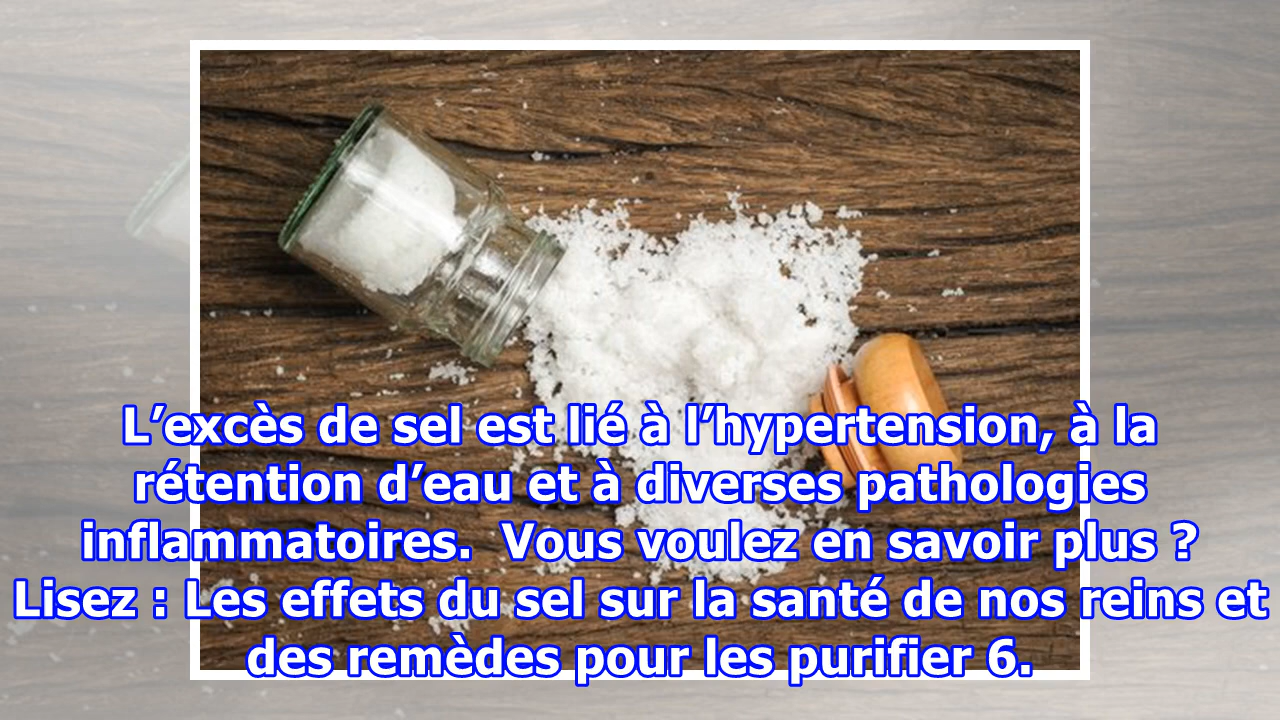 L’excès de sel est lié à l’hypertension, à la
rétention d’eau et à diverses pathologies
inflammatoires.  Vous voulez en savoir plus ?
Lisez : Les effets du sel sur la santé de nos reins et
des remèdes pour les purifier 6.